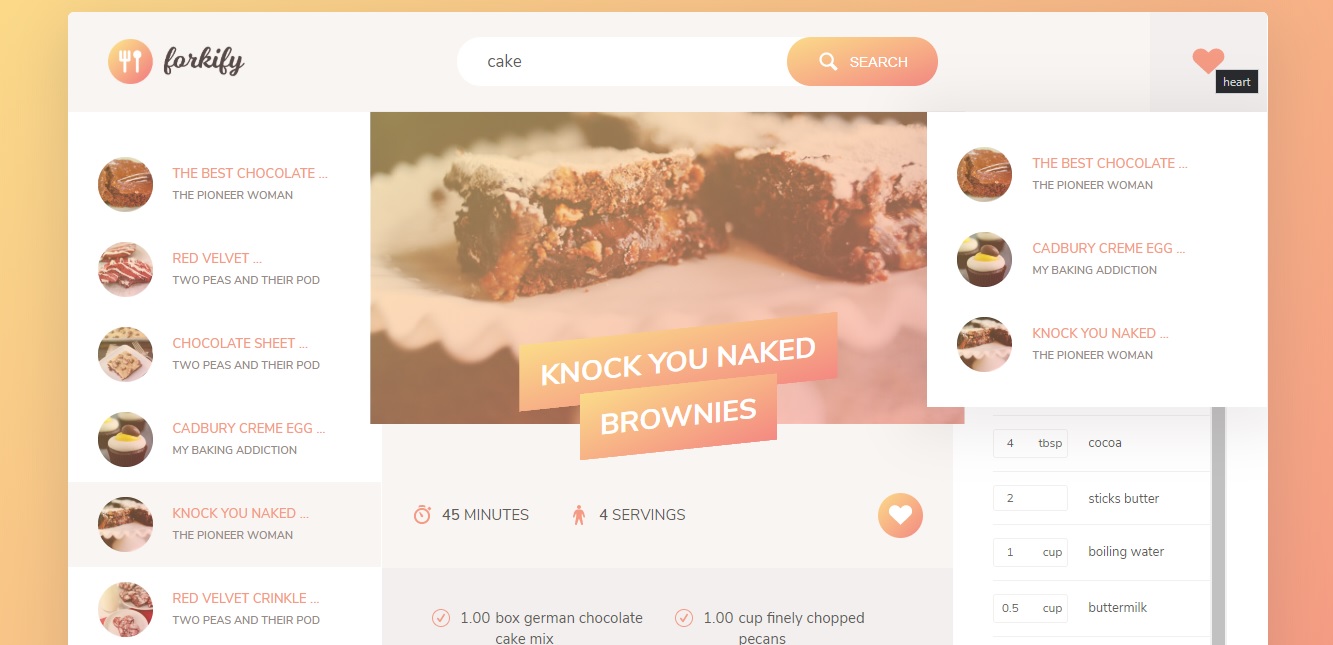 forkify
cake
SEARCH
heart
THE BEST CHOCOLATE ...
THE PIONEER WOMAN
RED VELVET ...
TWO PEAS AND THEIR POD
CHOCOLATE SHEET ...
TWO PEAS AND THEIR POD
CADBURY CREME EGG ...
MY BAKING ADDICTION
KNOCK YOU NAKED ...
THE PIONEER WOMAN
RED VELVET CRINKLE ...
TWO PEAS AND THEIR POD
KNOCK YOU NAKED
BROWNIES
45 MINUTES
4 SERVINGS
1.00 box german chocolate
cake mix
1.00 cup finely chopped
pecans
THE BEST CHOCOLATE ...
THE PIONEER WOMAN
CADBURY CREME EGG ...
MY BAKING ADDICTION
KNOCK YOU NAKED ...
THE PIONEER WOMAN
4 tbsp cocoa
2 sticks butter
1 cup boiling water
0.5 cup buttermilk